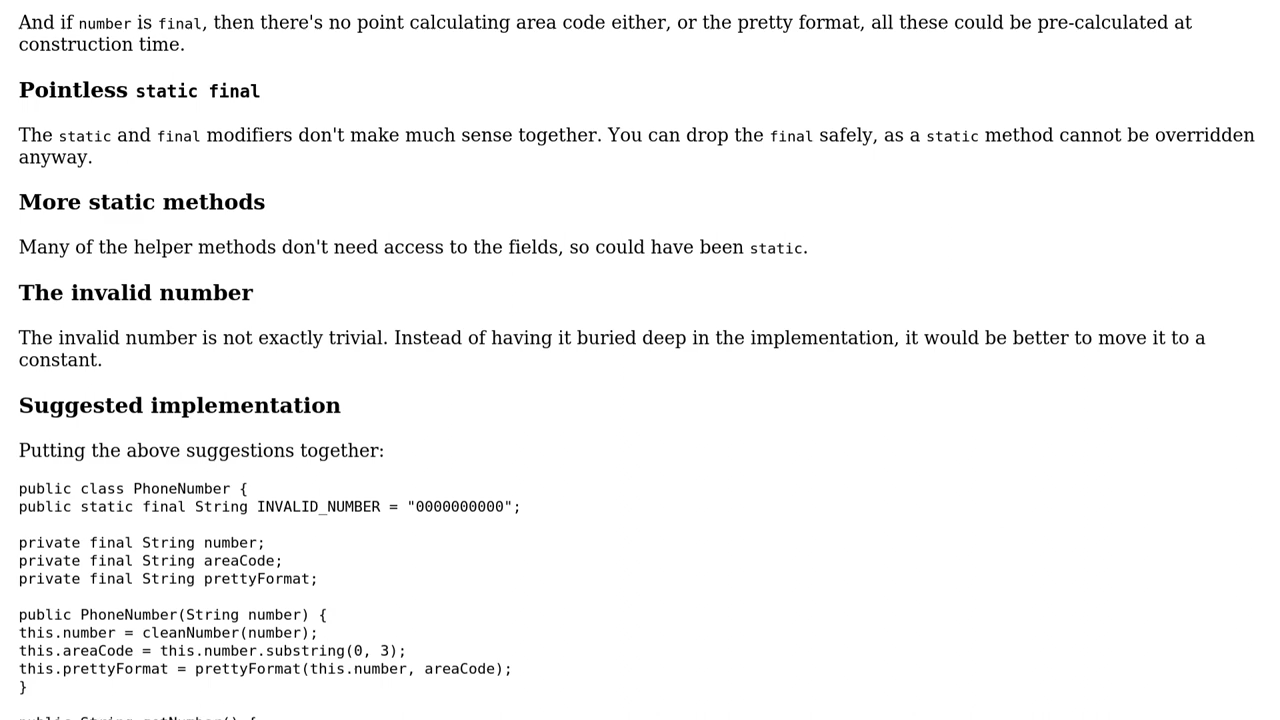 And if number is final, then there's no point calculating area code either, or the pretty format, all these could be pre-calculated at
construction time.
Pointless static final
The static and final modifiers don't make much sense together. You can drop the final safely, as a static method cannot be overridden
anyway.
More static methods
Many of the helper methods don't need access to the fields, so could have been static.
The invalid number
The invalid number is not exactly trivial. Instead of having it buried deep in the implementation, it would be better to move it to a
constant.
Suggested implementation
Putting the above suggestions together:
public class PhoneNumber {
public static final String INVALID_NUMBER = "0000000000";
private final String number;
private final String areaCode;
private final String prettyFormat;
public PhoneNumber(String number) {
this.number = cleanNumber(number);
this.areaCode = this.number.substring(0, 3);
this.prettyFormat = prettyFormat(this.number, areaCode);
}
public String getNumber() {